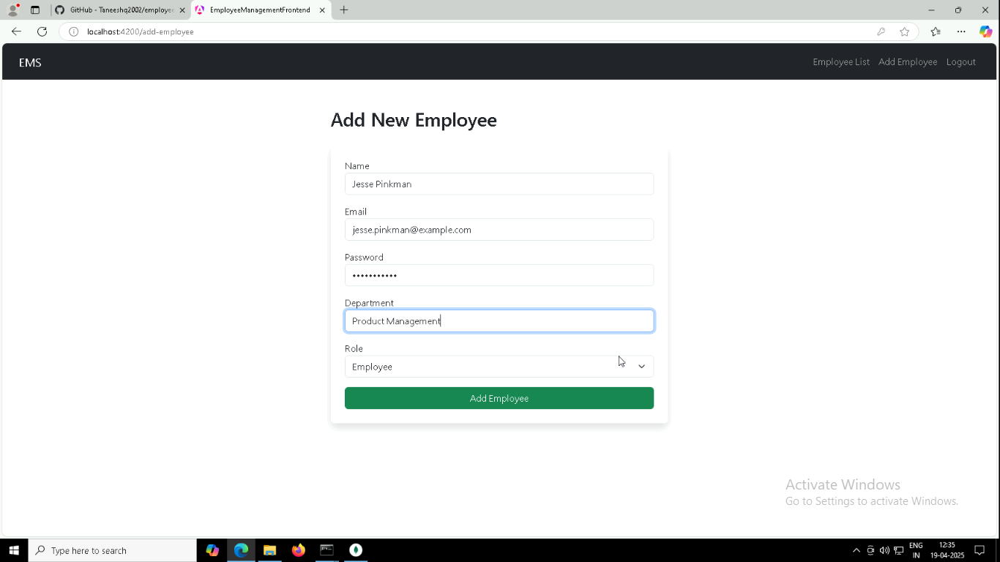 GitHub - Taneeshq2002/employee
EmployeeManagementFrontend
localhost:4200/add-employee
EMS
Employee List
Add Employee
Logout
Add New Employee
Name
Jesse Pinkman
Email
jesse.pinkman@example.com
Password
•••••••••••
Department
Product Management
Role
Employee
Add Employee
Activate Windows
Go to Settings to activate Windows.
Type here to search
ENG
IN
12:35
19-04-2025